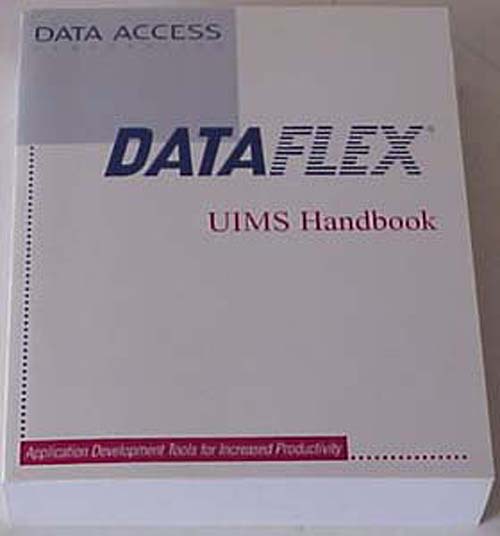 DATA ACCESS
DATAFLEX®
UIMS Handbook
Application Development Tools for Increased Productivity